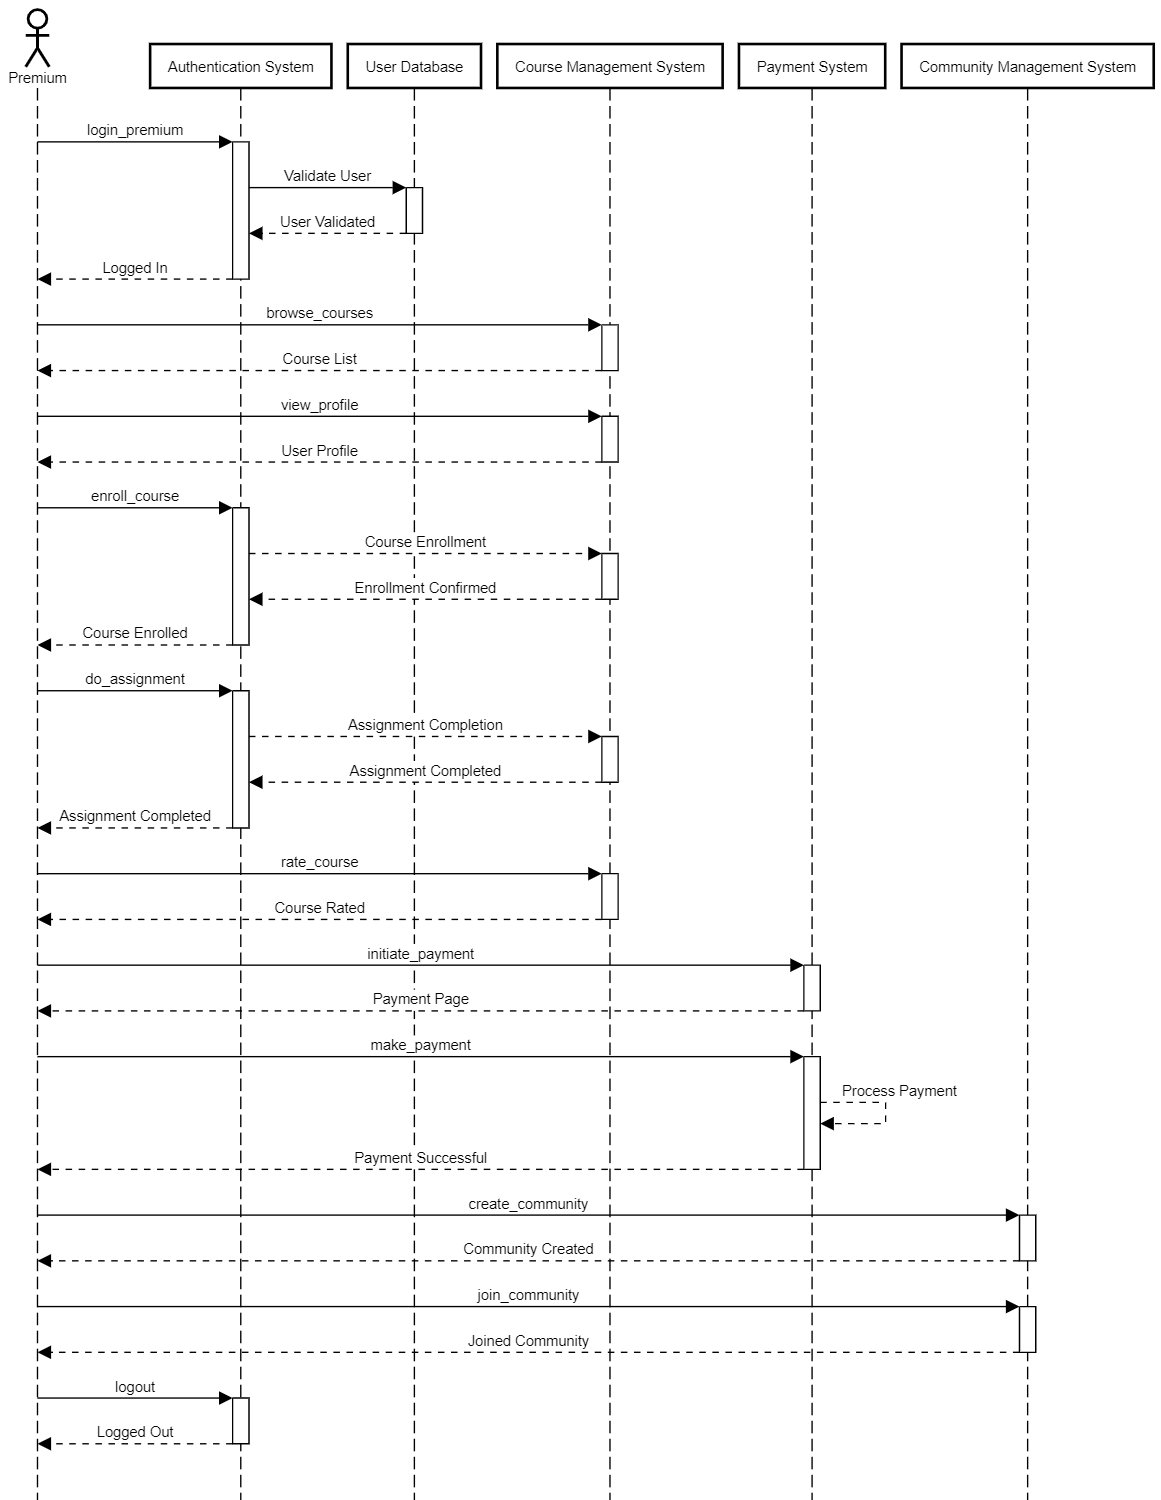 Premium
Authentication System
User Database
Course Management System
Payment System
Community Management System
login_premium
Validate User
User Validated
Logged In
browse_courses
Course List
view_profile
User Profile
enroll_course
Course Enrollment
Enrollment Confirmed
Course Enrolled
do_assignment
Assignment Completion
Assignment Completed
Assignment Completed
rate_course
Course Rated
initiate_payment
Payment Page
make_payment
Process Payment
Payment Successful
create_community
Community Created
join_community
Joined Community
logout
Logged Out